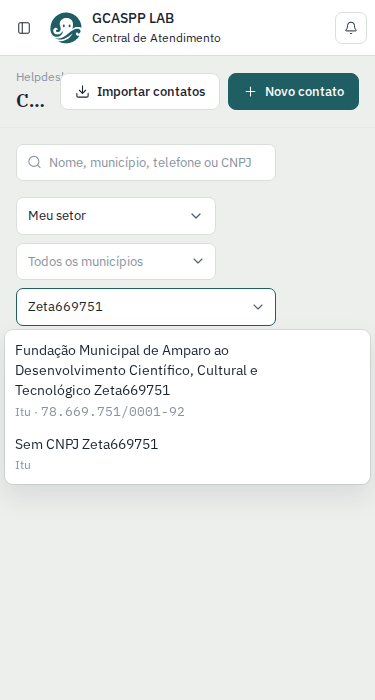 GCASPP LAB
Central de Atendimento
Helpdes
C...
Importar contatos
Novo contato
Nome, município, telefone ou CNPJ
Meu setor
Todos os municípios
Zeta669751
Fundação Municipal de Amparo ao
Desenvolvimento Científico, Cultural e
Tecnológico Zeta669751
Itu · 78.669.751/0001-92
Sem CNPJ Zeta669751
Itu